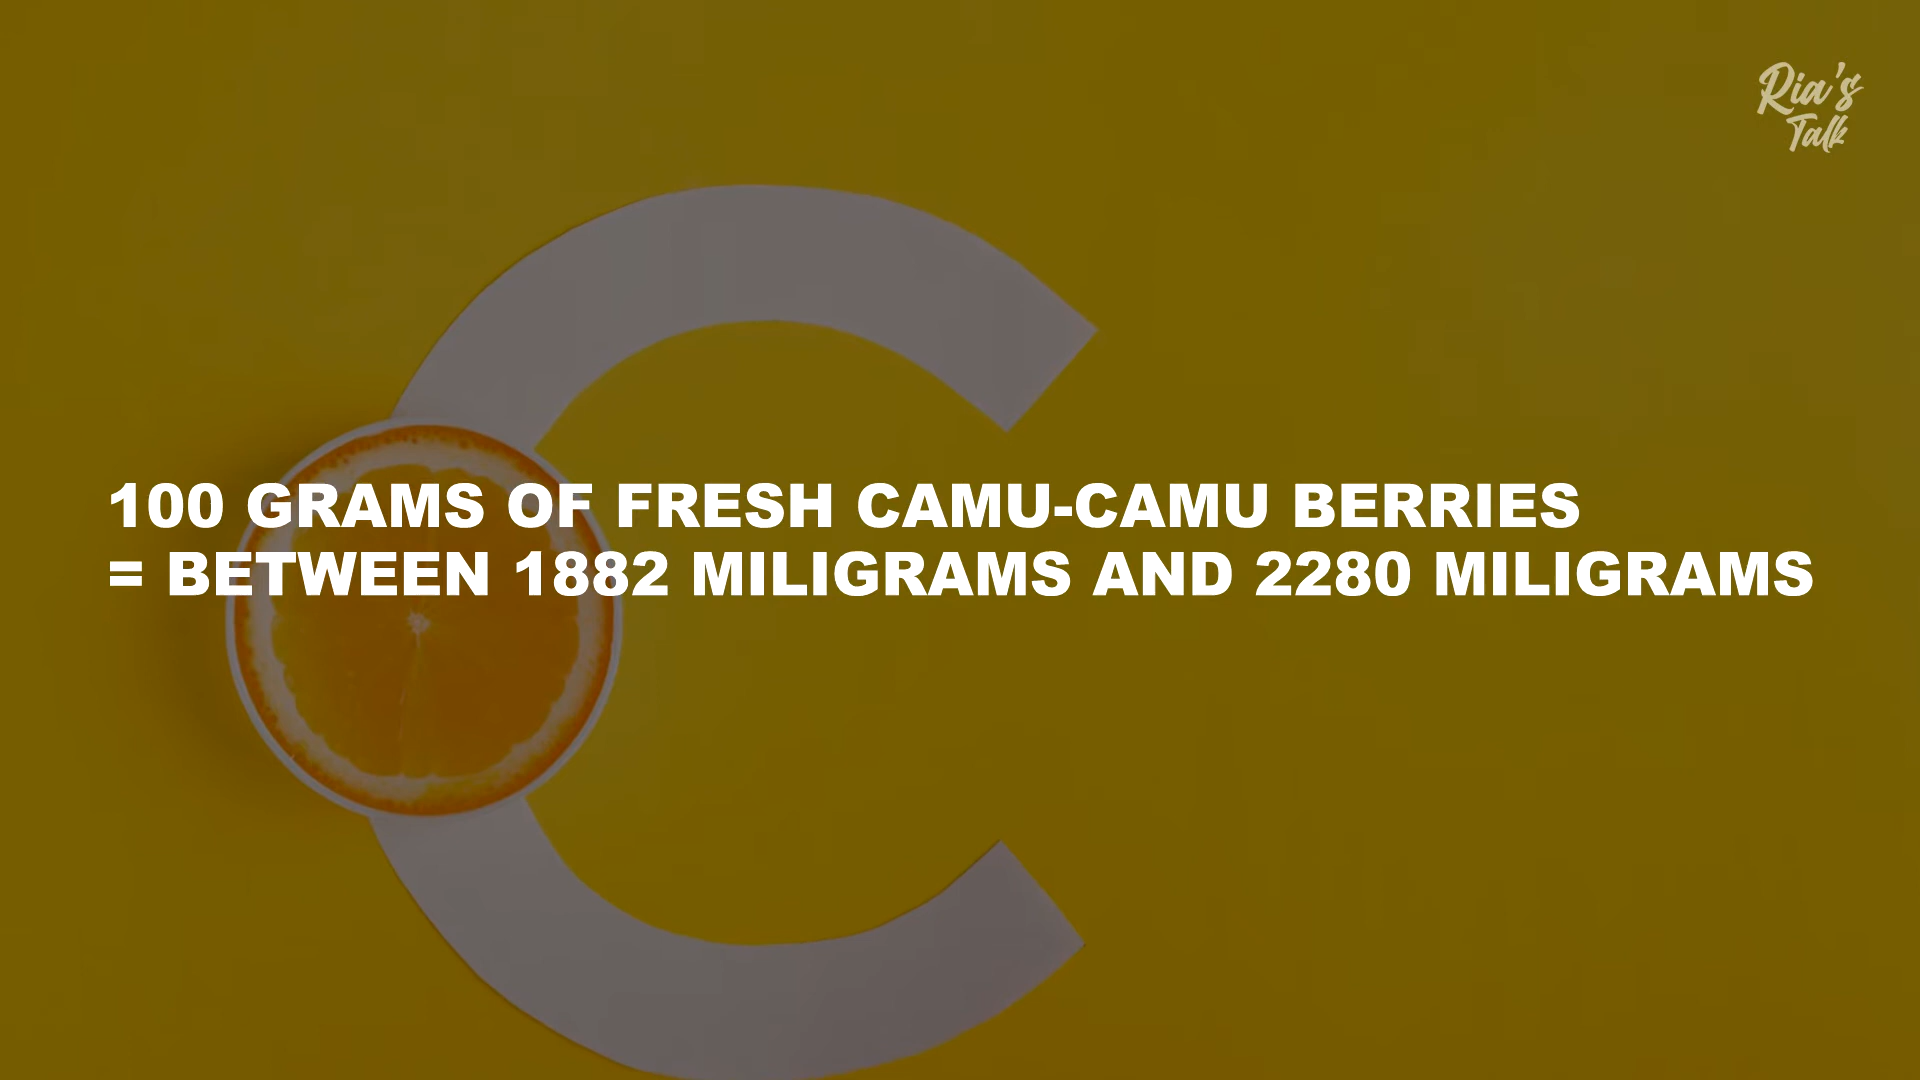 Ria's
Talk
100 GRAMS OF FRESH CAMU-CAMU BERRIES
= BETWEEN 1882 MILIGRAMS AND 2280 MILIGRAMS